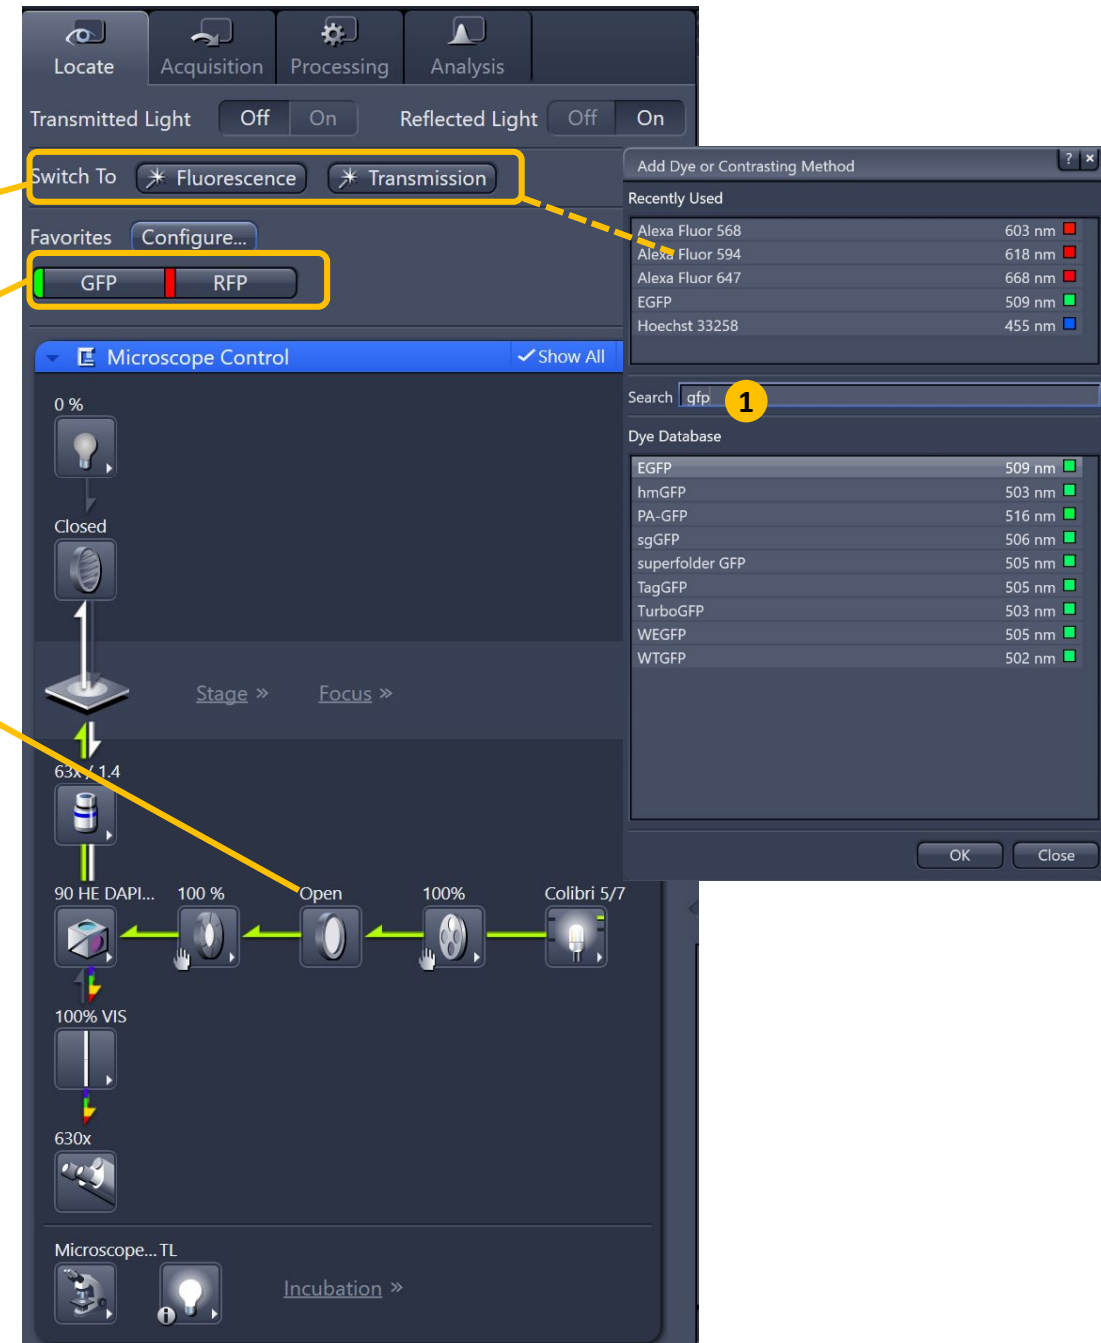 Locate Acquisition Processing Analysis
Transmitted Light Off On Reflected Light Off On
Switch To Fluorescence Transmission
Favorites Configure...
GFP RFP
Microscope Control Show All
0 %
Closed
Stage » Focus »
63x / 1.4
90 HE DAPI... 100 % Open 100% Colibri 5/7
100% VIS
630x
Microscope... TL
Incubation »
Add Dye or Contrasting Method ? ×
Recently Used
Alexa Fluor 568 603 nm
Alexa Fluor 594 618 nm
Alexa Fluor 647 668 nm
EGFP 509 nm
Hoechst 33258 455 nm
Search gfp 1
Dye Database
EGFP 509 nm
hmGFP 503 nm
PA-GFP 516 nm
sgGFP 506 nm
superfolder GFP 505 nm
TagGFP 505 nm
TurboGFP 503 nm
WEGFP 505 nm
WTGFP 502 nm
OK Close